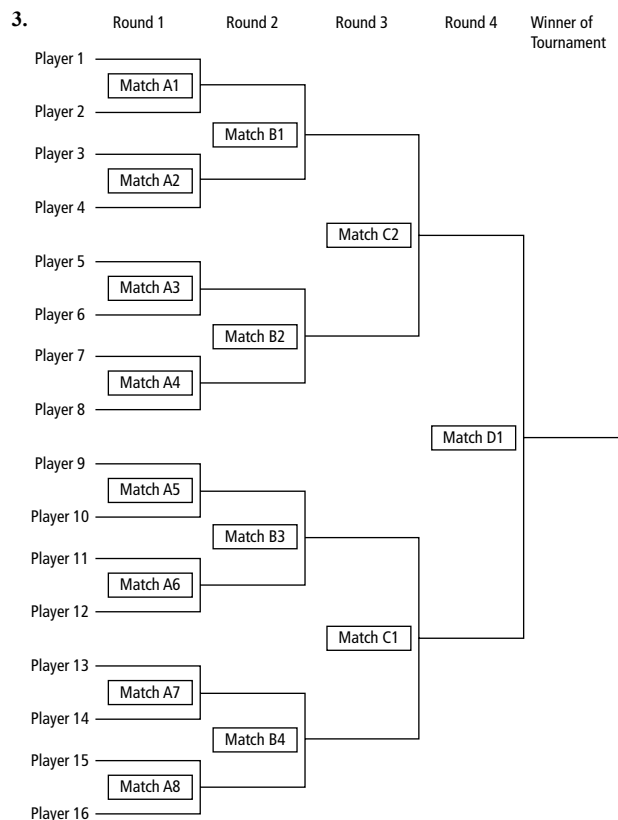 3.
Round 1 Round 2 Round 3 Round 4 Winner of
Tournament
Player 1
Match A1
Player 2
Match B1
Player 3
Match A2
Player 4
Match C2
Player 5
Match A3
Player 6
Match B2
Player 7
Match A4
Player 8
Match D1
Player 9
Match A5
Player 10
Match B3
Player 11
Match A6
Player 12
Match C1
Player 13
Match A7
Player 14
Match B4
Player 15
Match A8
Player 16